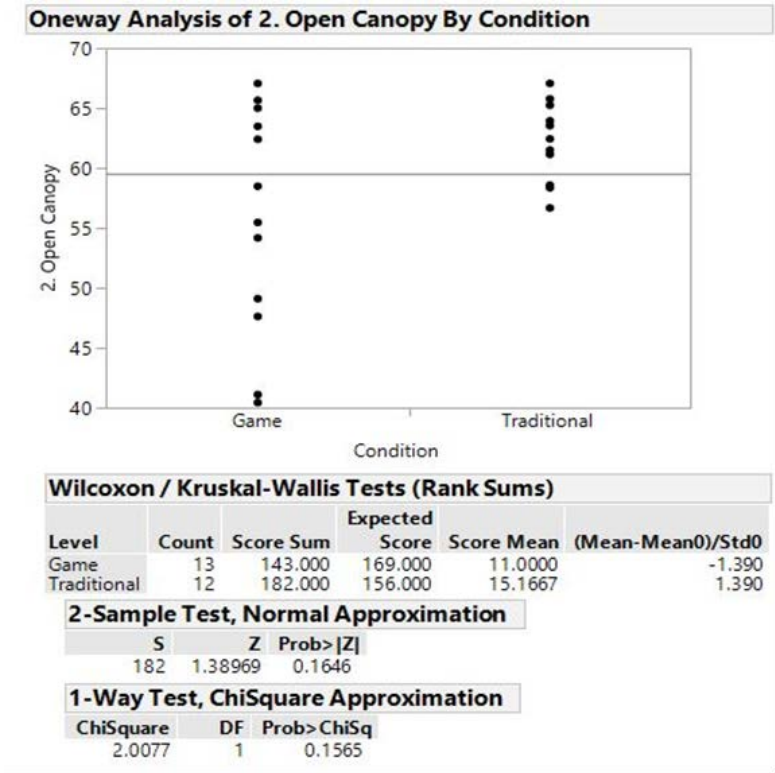 Oneway Analysis of 2. Open Canopy By Condition
70
65
60
55
50
45
40
2. Open Canopy
Game Traditional
Condition
Wilcoxon / Kruskal-Wallis Tests (Rank Sums)
Expected
Level Count Score Sum Score Score Mean (Mean-Mean0)/Std0
Game 13 143.000 169.000 11.0000 -1.390
Traditional 12 182.000 156.000 15.1667 1.390
2-Sample Test, Normal Approximation
S Z Prob>|Z|
182 1.38969 0.1646
1-Way Test, ChiSquare Approximation
ChiSquare DF Prob>ChiSq
2.0077 1 0.1565